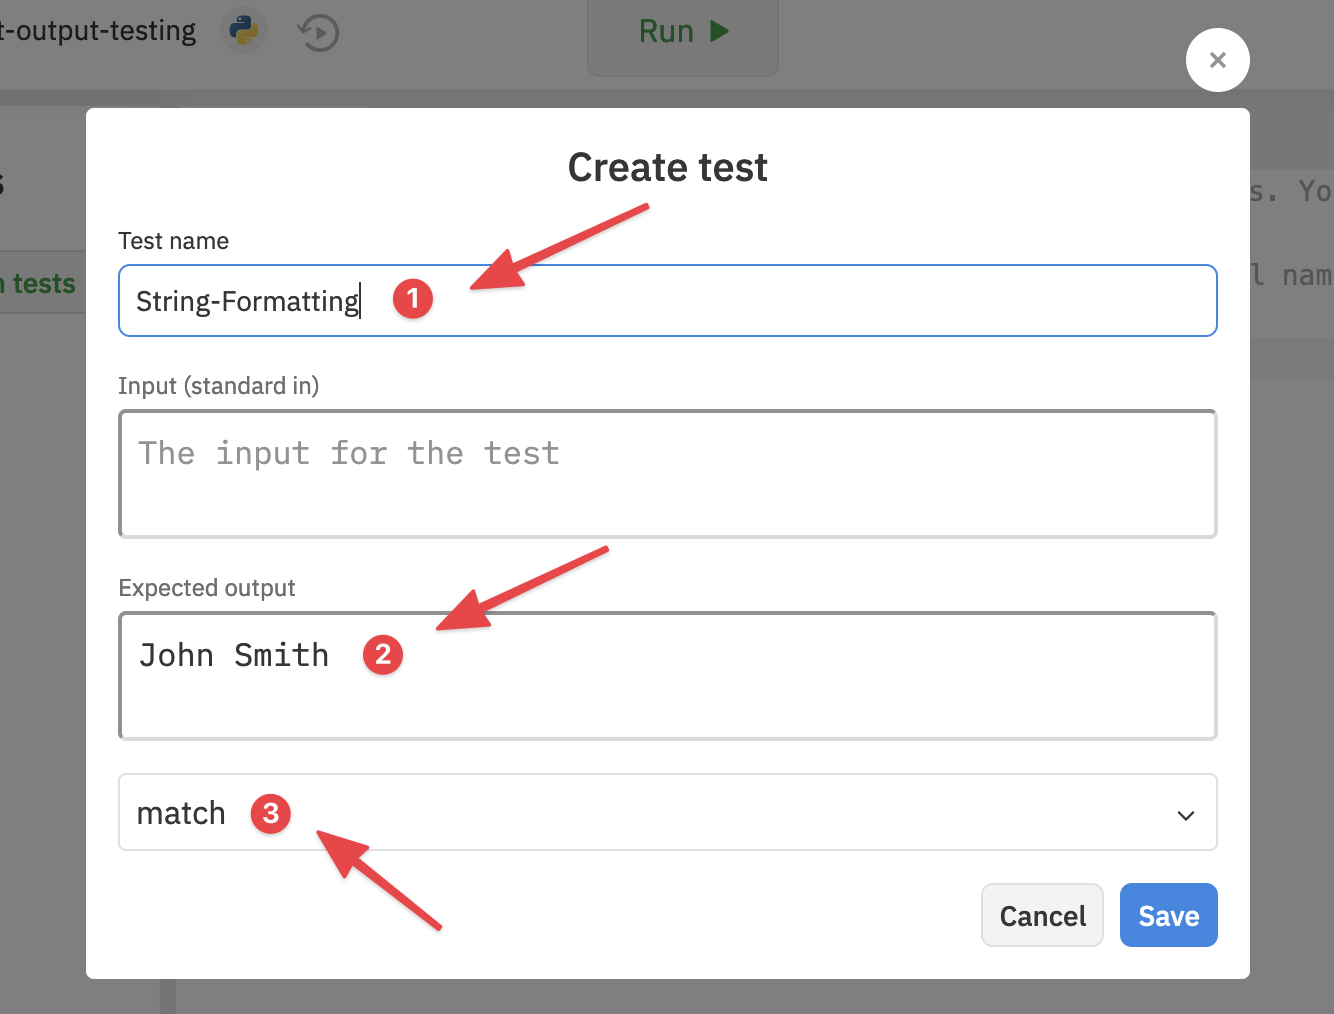 t-output-testing
Run
Create test
s. Yo
Test name
n tests
l nam
String-Formatting
1
Input (standard in)
The input for the test
Expected output
John Smith
2
match
3
Cancel
Save